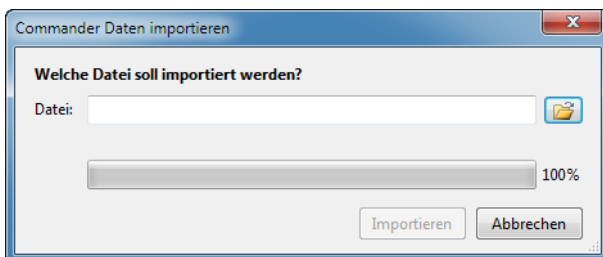 Commander Daten importieren
Welche Datei soll importiert werden?
Datei:
100%
Importieren Abbrechen